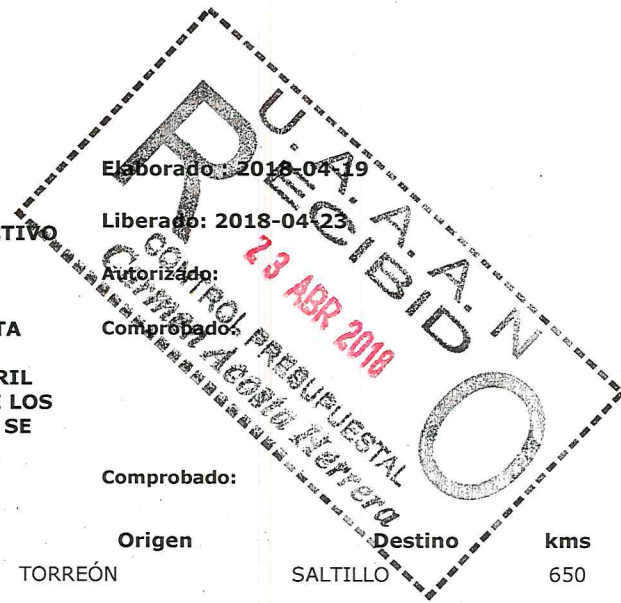 Elaborado : 2018-04-19
Liberado: 2018-04-23
TIVO
Autorizado:
TA
Comprobado:
RIL
LOS
SE
Comprobado:
Origen Destino kms
TORREÓN SALTILLO 650
U.A.A.A.N
RECIBIDO
23 ABR 2018
CONTROL PRESUPUESTAL
Carmen Acosta Herrera